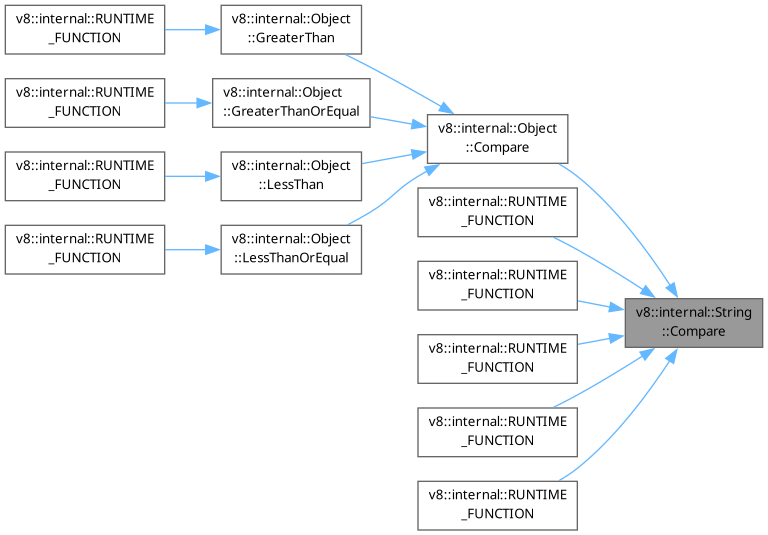 v8::internal::RUNTIME
_FUNCTION
v8::internal::Object
::GreaterThan
v8::internal::RUNTIME
_FUNCTION
v8::internal::Object
::GreaterThanOrEqual
v8::internal::Object
::Compare
v8::internal::RUNTIME
_FUNCTION
v8::internal::Object
::LessThan
v8::internal::RUNTIME
_FUNCTION
v8::internal::RUNTIME
_FUNCTION
v8::internal::Object
::LessThanOrEqual
v8::internal::RUNTIME
_FUNCTION
v8::internal::String
::Compare
v8::internal::RUNTIME
_FUNCTION
v8::internal::RUNTIME
_FUNCTION
v8::internal::RUNTIME
_FUNCTION